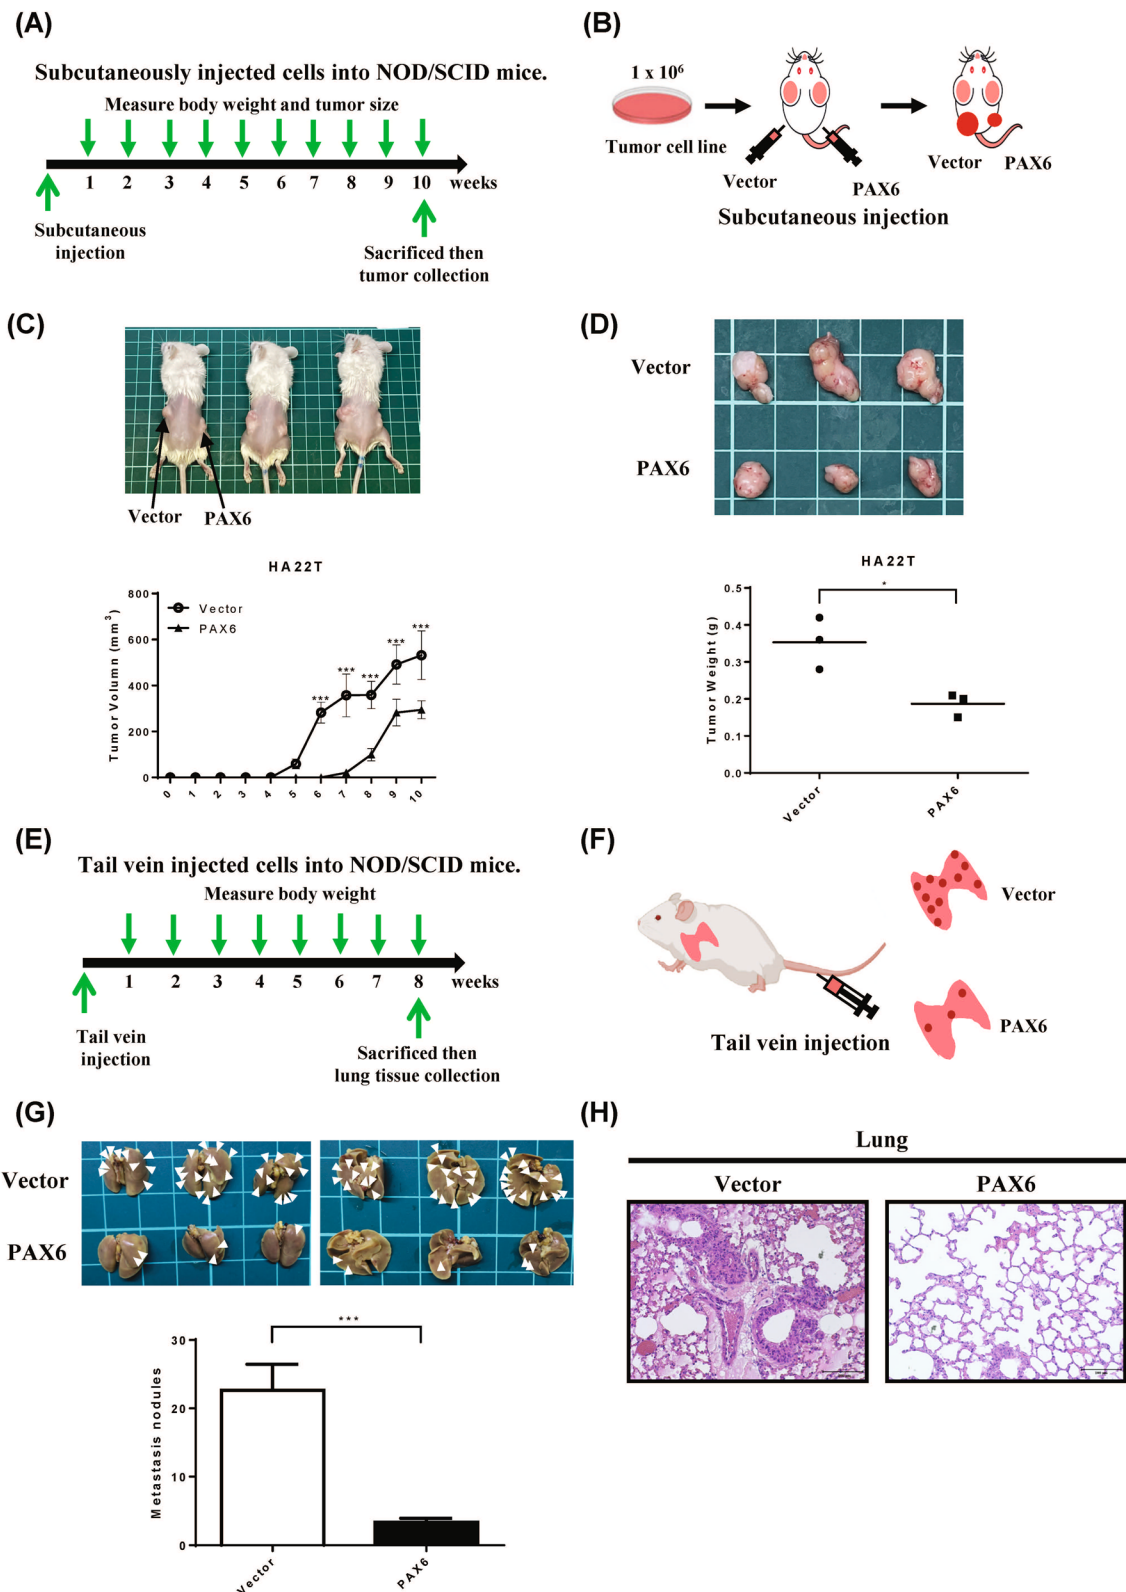 (A)
Subcutaneously injected cells into NOD/SCID mice.
Measure body weight and tumor size
1 2 3 4 5 6 7 8 9 10 weeks
Subcutaneous
injection
Sacrificed then
tumor collection
(B)
1 x 10⁶
Tumor cell line
Vector
PAX6
Vector PAX6
Subcutaneous injection
(C)
Vector PAX6
HA22T
Tumor Volumn (mm³)
800
600
400
200
0
Vector
PAX6
*** *** *** *** ***
0 1 2 3 4 5 6 7 8 9 10
(D)
Vector
PAX6
HA22T
*
Tumor Weight (g)
0.5
0.4
0.3
0.2
0.1
0.0
Vector PAX6
(E)
Tail vein injected cells into NOD/SCID mice.
Measure body weight
1 2 3 4 5 6 7 8 weeks
Tail vein
injection
Sacrificed then
lung tissue collection
(F)
Vector
PAX6
Tail vein injection
(G)
Vector
PAX6
***
Metastasis nodules
30
20
10
0
Vector PAX6
(H)
Lung
Vector PAX6